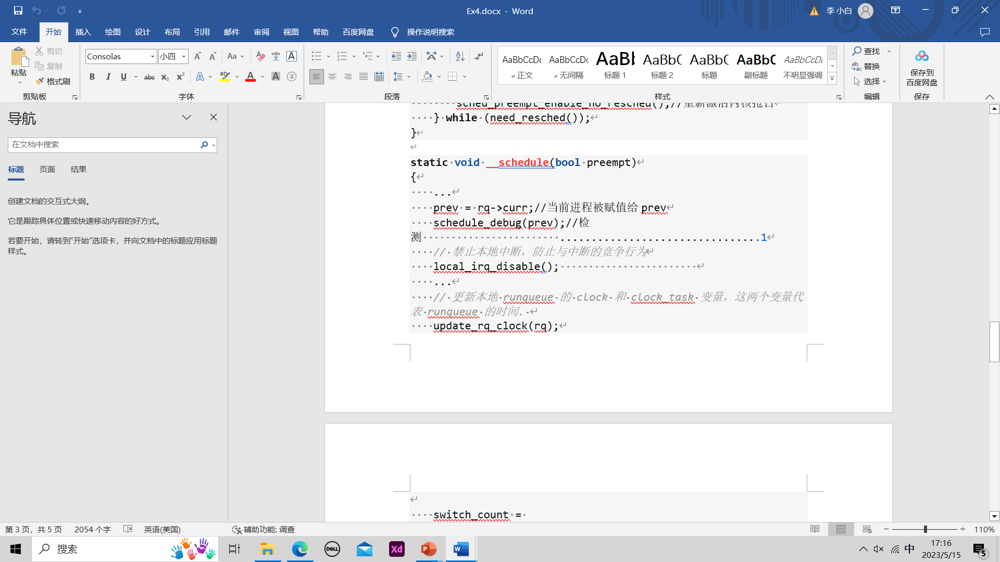 Ex4.docx - Word
李 小白
文件 开始 插入 绘图 设计 布局 引用 邮件 审阅 视图 帮助 百度网盘 操作说明搜索
粘贴
剪切
复制
格式刷
剪贴板
Consolas 小四
字体
段落
AaBbCcDc AaBbCcDc AaBb AaBbC AaBbC AaBbC AaBbCcDc
正文 无间隔 标题 1 标题 2 标题 副标题 不明显强调
样式
查找
替换
选择
编辑
保存到
百度网盘
保存
导航
在文档中搜索
标题 页面 结果
创建文档的交互式大纲。
它是跟踪具体位置或快速移动内容的好方式。
若要开始，请转到"开始"选项卡，并向文档中的标题应用标题
样式。
sched_preempt_enable_no_resched();//重新激活内核抢占
} while (need_resched());
}
static void __schedule(bool preempt)
{
...
prev = rq->curr;//当前进程被赋值给 prev
schedule_debug(prev);//检
测 .................................1
// 禁止本地中断，防止与中断的竞争行为
local_irq_disable();
...
// 更新本地 runqueue 的 clock 和 clock_task 变量，这两个变量代
表 runqueue 的时间.
update_rq_clock(rq);
switch_count =
第 3 页，共 5 页 2054 个字 英语(美国) 辅助功能: 调查 110%
搜索
DELL
Xd
中
17:16
2023/5/15
5